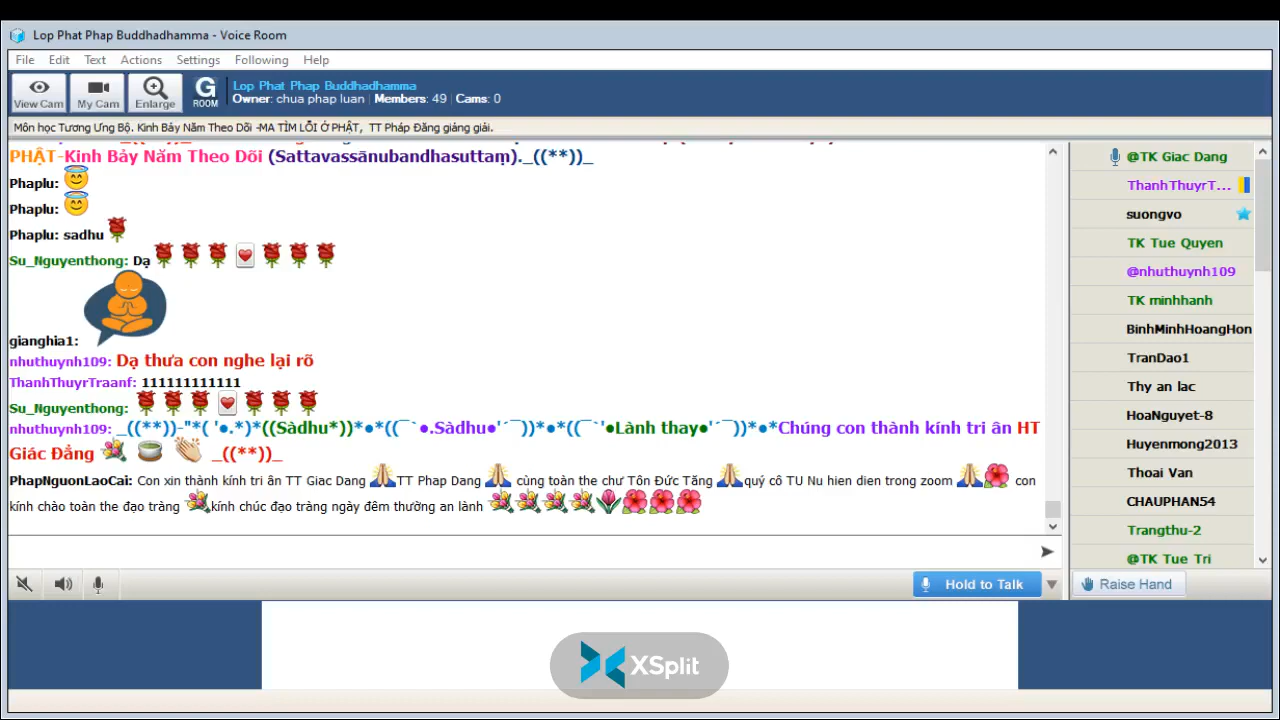 Lop Phat Phap Buddhadhamma - Voice Room
File Edit Text Actions Settings Following Help
View Cam My Cam Enlarge G ROOM
Lop Phat Phap Buddhadhamma
Owner: chua phap luan | Members: 49 | Cams: 0
Môn học Tương Ưng Bộ. Kinh Bảy Năm Theo Dõi -MA TÌM LỖI Ở PHẬT, TT Pháp Đăng giảng giải.
PHẬT-Kinh Bảy Năm Theo Dõi (Sattavassānubandhasuttaṃ)._((**))_
Phaplu:
Phaplu:
Phaplu: sadhu
Su_Nguyenthong: Dạ
gianghia1:
nhuthuynh109: Dạ thưa con nghe lại rõ
ThanhThuyrTraanf: 111111111111
Su_Nguyenthong:
nhuthuynh109: _((**))-"*( '●.*)*((Sàdhu*))*●*((¯`●.Sàdhu●'´¯))*●*((¯`'●Lành thay●'´¯))*●*Chúng con thành kính tri ân HT
Giác Đẳng _((**))_
PhapNguonLaoCai: Con xin thành kính tri ân TT Giac Dang TT Phap Dang cùng toàn the chư Tôn Đức Tăng quý cô TU Nu hien dien trong zoom con
kính chào toàn the đạo tràng kính chúc đạo tràng ngày đêm thường an lành
Hold to Talk
@TK Giac Dang
ThanhThuyrT...
suongvo
TK Tue Quyen
@nhuthuynh109
TK minhhanh
BinhMinhHoangHon
TranDao1
Thy an lac
HoaNguyet-8
Huyenmong2013
Thoai Van
CHAUPHAN54
Trangthu-2
@TK Tue Tri
Raise Hand
XSplit